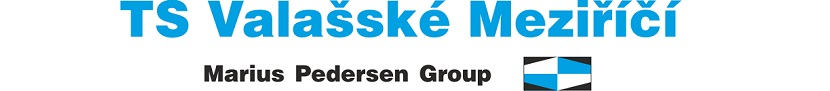 TS Valašské Meziříčí
Marius Pedersen Group